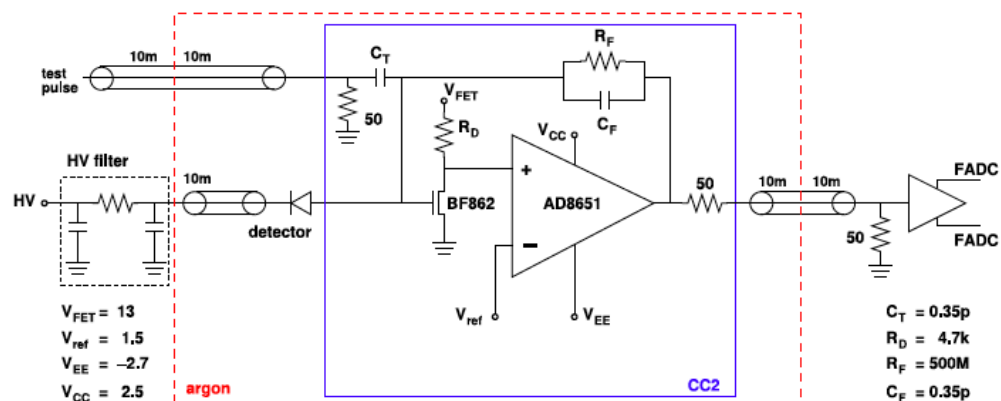 10m 10m
test
pulse
C_T
50
R_F
C_F
V_FET
R_D
V_CC
HV filter
HV
10m
detector
BF862
+
AD8651
−
50
10m 10m
50
FADC
FADC
V_ref
V_EE
V_FET = 13
V_ref = 1.5
V_EE = −2.7
V_CC = 2.5
argon
CC2
C_T = 0.35p
R_D = 4.7k
R_F = 500M
C_F = 0.35p